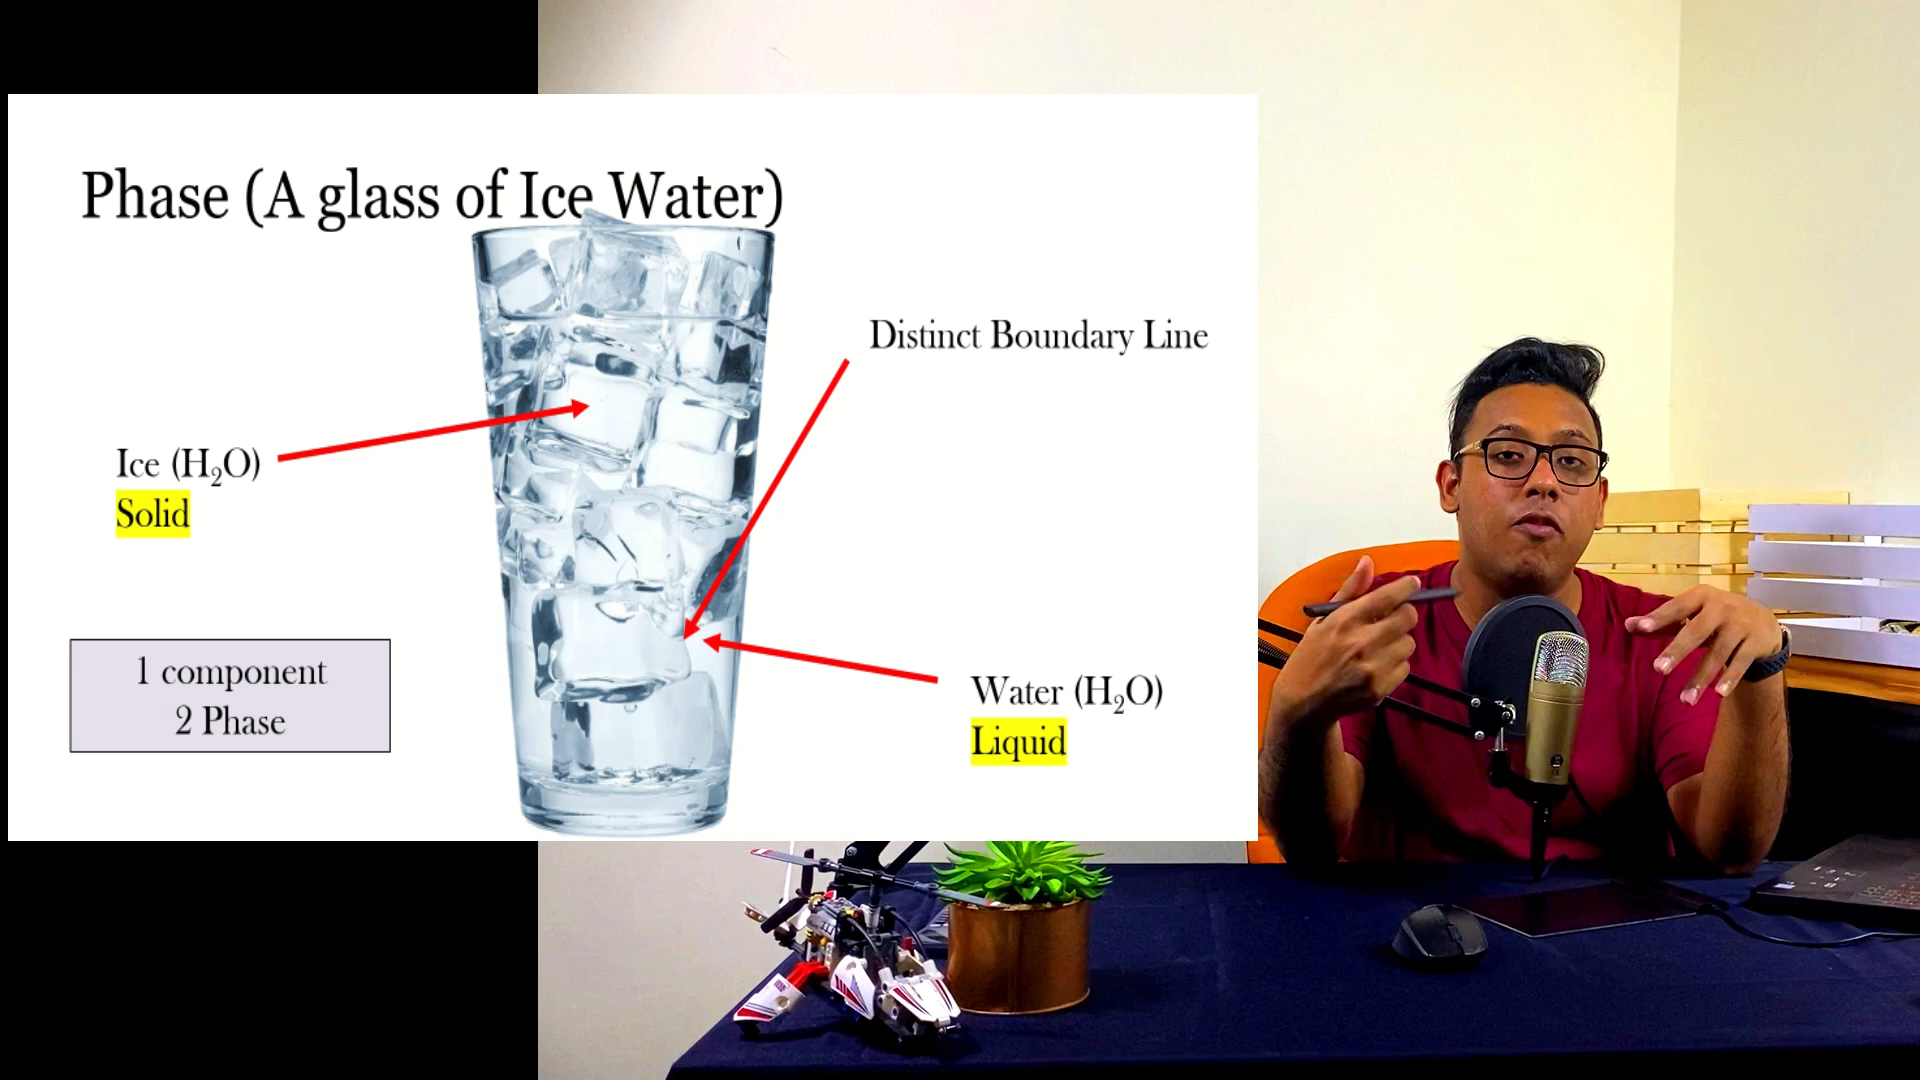 Phase (A glass of Ice Water)
Distinct Boundary Line
Ice (H₂O)
Solid
1 component
2 Phase
Water (H₂O)
Liquid